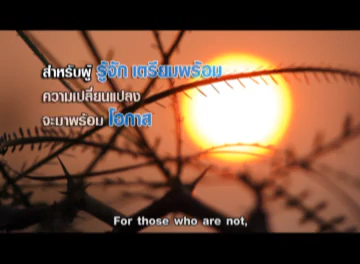 สำหรับผู้ รู้จัก เตรียมพร้อม
ความเปลี่ยนแปลง
จะมาพร้อม โอกาส
For those who are not,